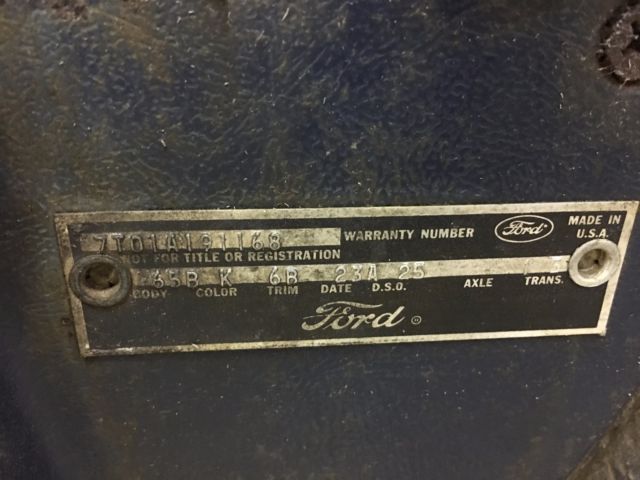 7T01A191168 WARRANTY NUMBER Ford MADE IN U.S.A.
NOT FOR TITLE OR REGISTRATION
65B K 6B 23A 25
BODY COLOR TRIM DATE D.S.O. AXLE TRANS.
Ford